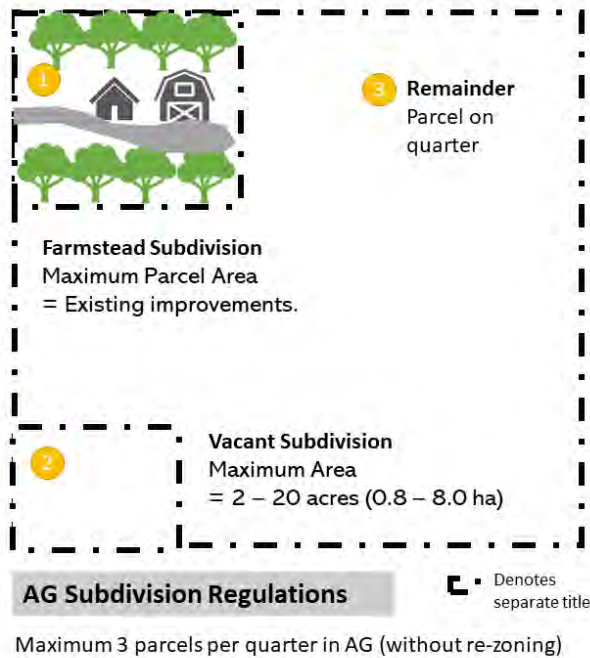 1
3
Remainder
Parcel on
quarter
Farmstead Subdivision
Maximum Parcel Area
= Existing improvements.
2
Vacant Subdivision
Maximum Area
= 2 – 20 acres (0.8 – 8.0 ha)
AG Subdivision Regulations
Denotes
separate title
Maximum 3 parcels per quarter in AG (without re-zoning)